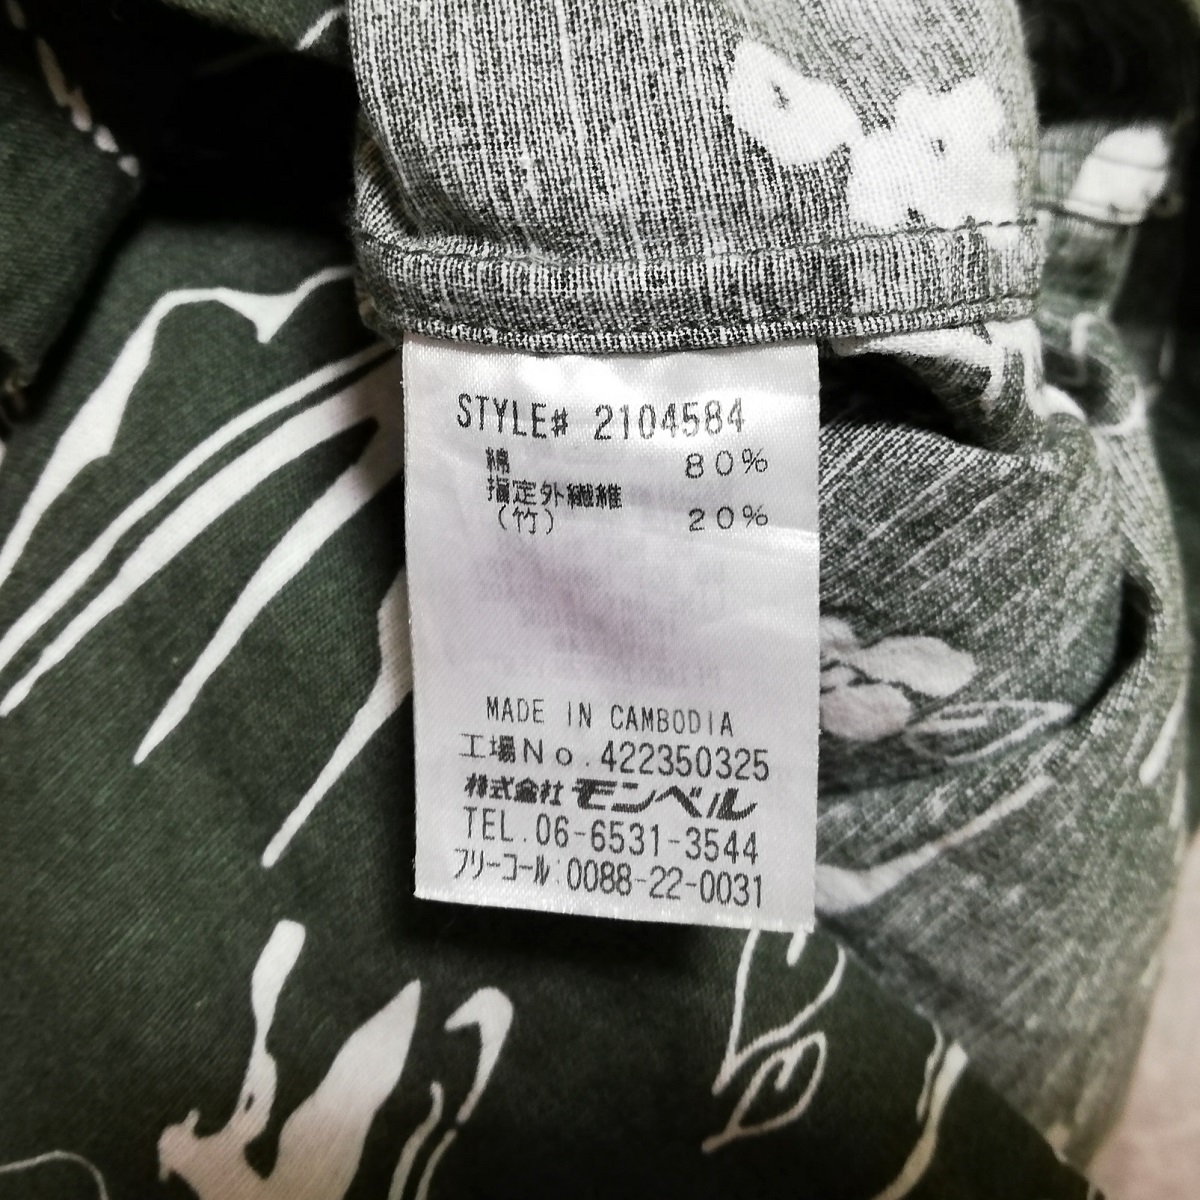 STYLE# 2104584
綿 80%
指定外繊維
(竹) 20%
MADE IN CAMBODIA
工場No.422350325
株式会社モンベル
TEL.06-6531-3544
フリーコール:0088-22-0031